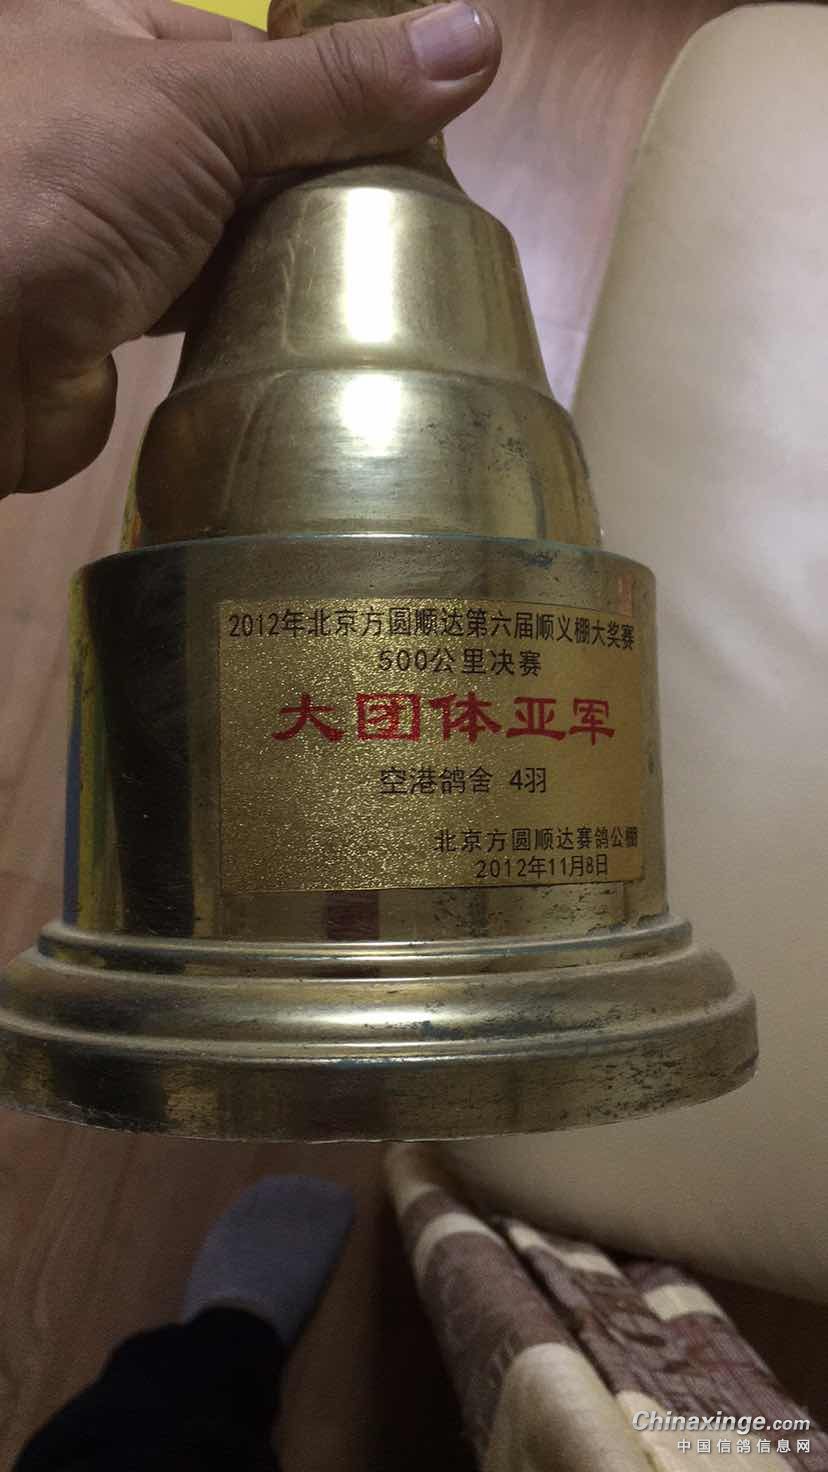 2012年北京方圆顺达第六届顺义棚大奖赛
500公里决赛
大团体亚军
空港鸽舍 4羽
北京方圆顺达赛鸽公棚
2012年11月8日
Chinaxinge.com
中国信鸽信息网